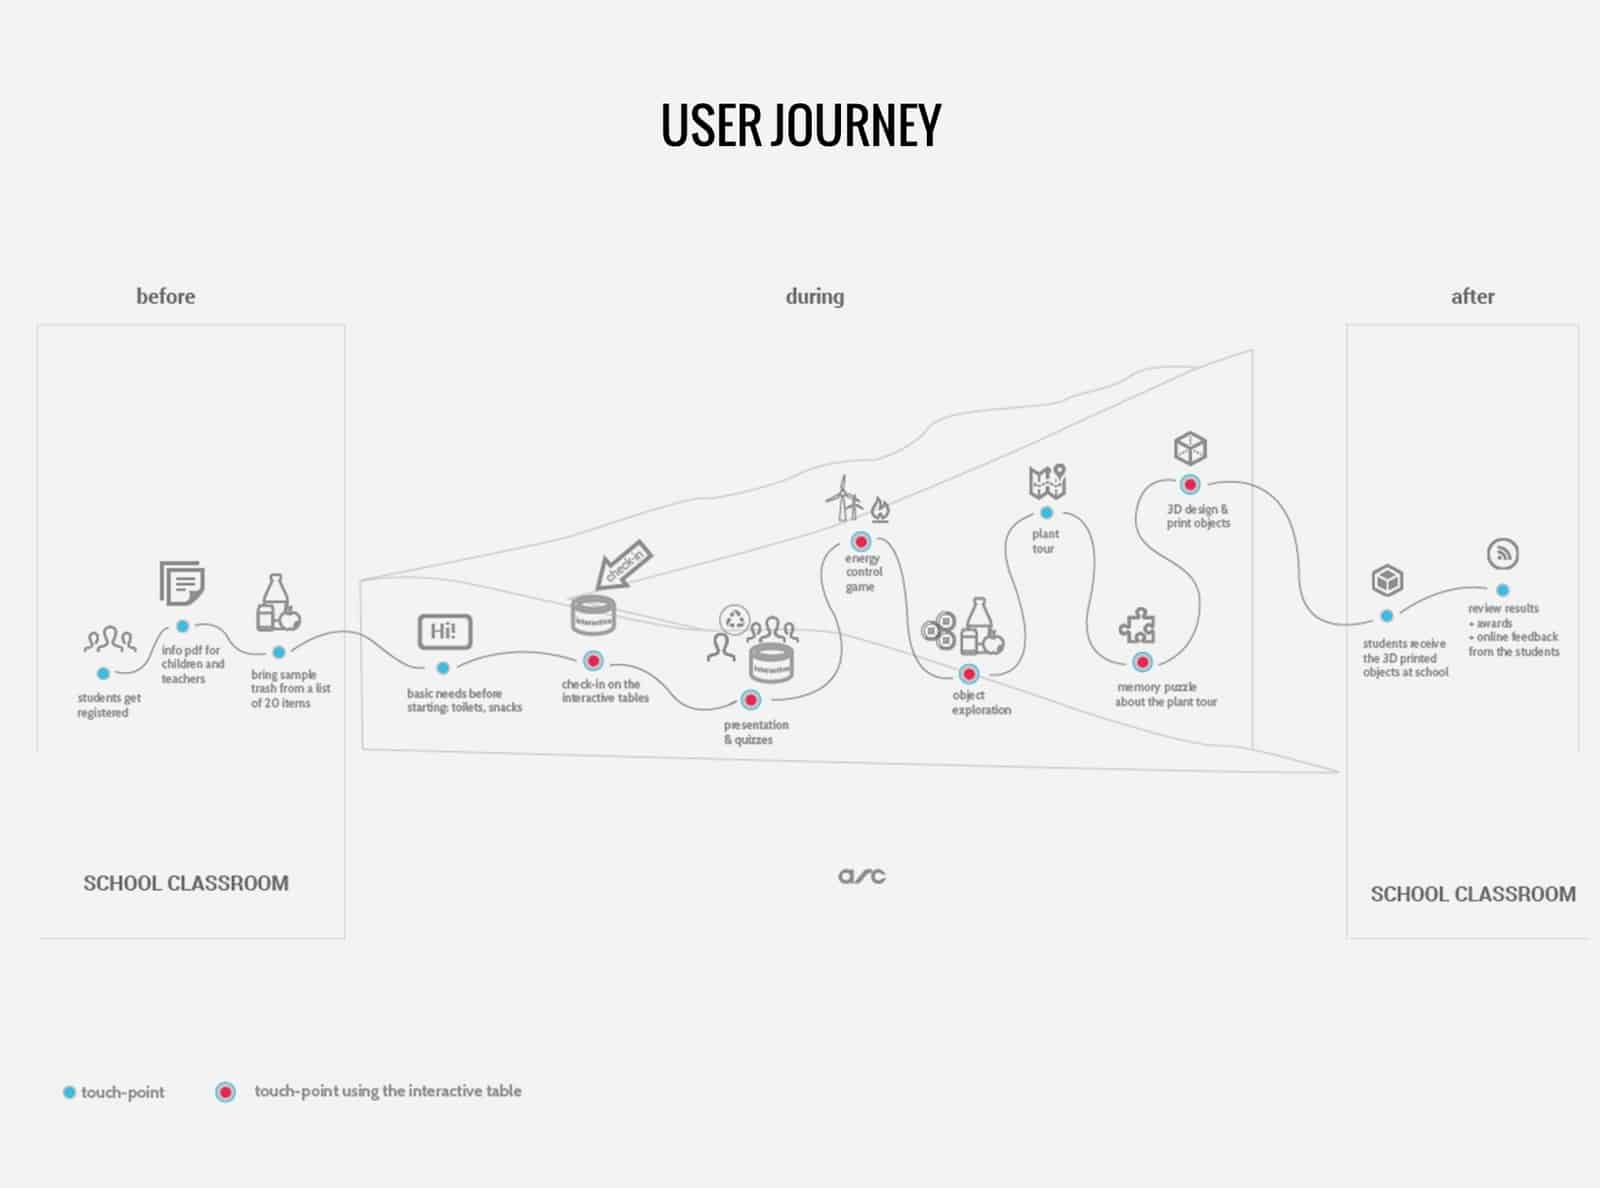 USER JOURNEY
before
during
after
students get
registered
info pdf for
children and
teachers
bring sample
trash from a list
of 20 items
Hi!
basic needs before
starting: toilets, snacks
check-in
interactive
check-in on the
interactive tables
interactive
presentation
& quizzes
energy
control
game
object
exploration
plant
tour
memory puzzle
about the plant tour
3D design &
print objects
students receive
the 3D printed
objects at school
review results
+ awards
+ online feedback
from the students
SCHOOL CLASSROOM
arc
SCHOOL CLASSROOM
touch-point
touch-point using the interactive table